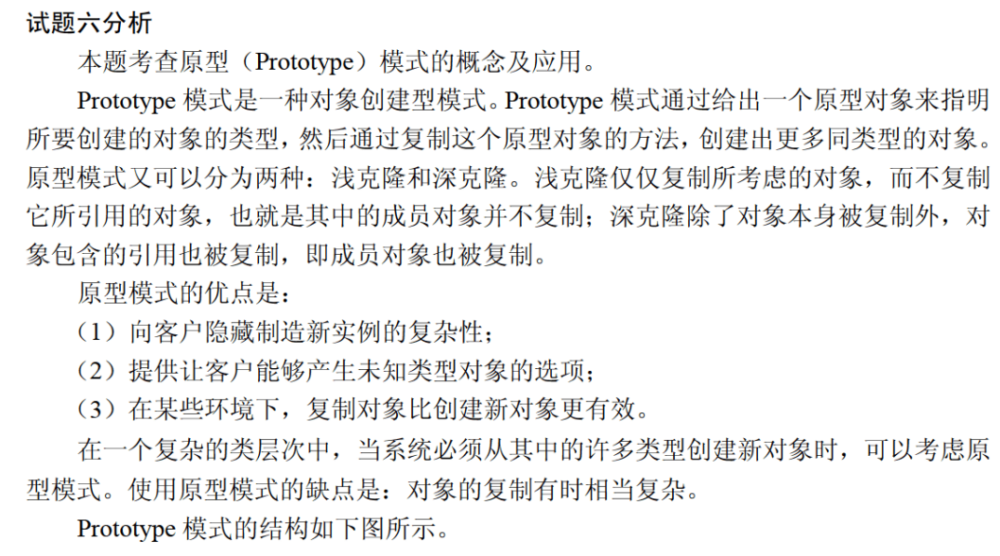 试题六分析
本题考查原型（Prototype）模式的概念及应用。
Prototype 模式是一种对象创建型模式。Prototype 模式通过给出一个原型对象来指明
所要创建的对象的类型，然后通过复制这个原型对象的方法，创建出更多同类型的对象。
原型模式又可以分为两种：浅克隆和深克隆。浅克隆仅仅复制所考虑的对象，而不复制
它所引用的对象，也就是其中的成员对象并不复制；深克隆除了对象本身被复制外，对
象包含的引用也被复制，即成员对象也被复制。
原型模式的优点是：
（1）向客户隐藏制造新实例的复杂性；
（2）提供让客户能够产生未知类型对象的选项；
（3）在某些环境下，复制对象比创建新对象更有效。
在一个复杂的类层次中，当系统必须从其中的许多类型创建新对象时，可以考虑原
型模式。使用原型模式的缺点是：对象的复制有时相当复杂。
Prototype 模式的结构如下图所示。